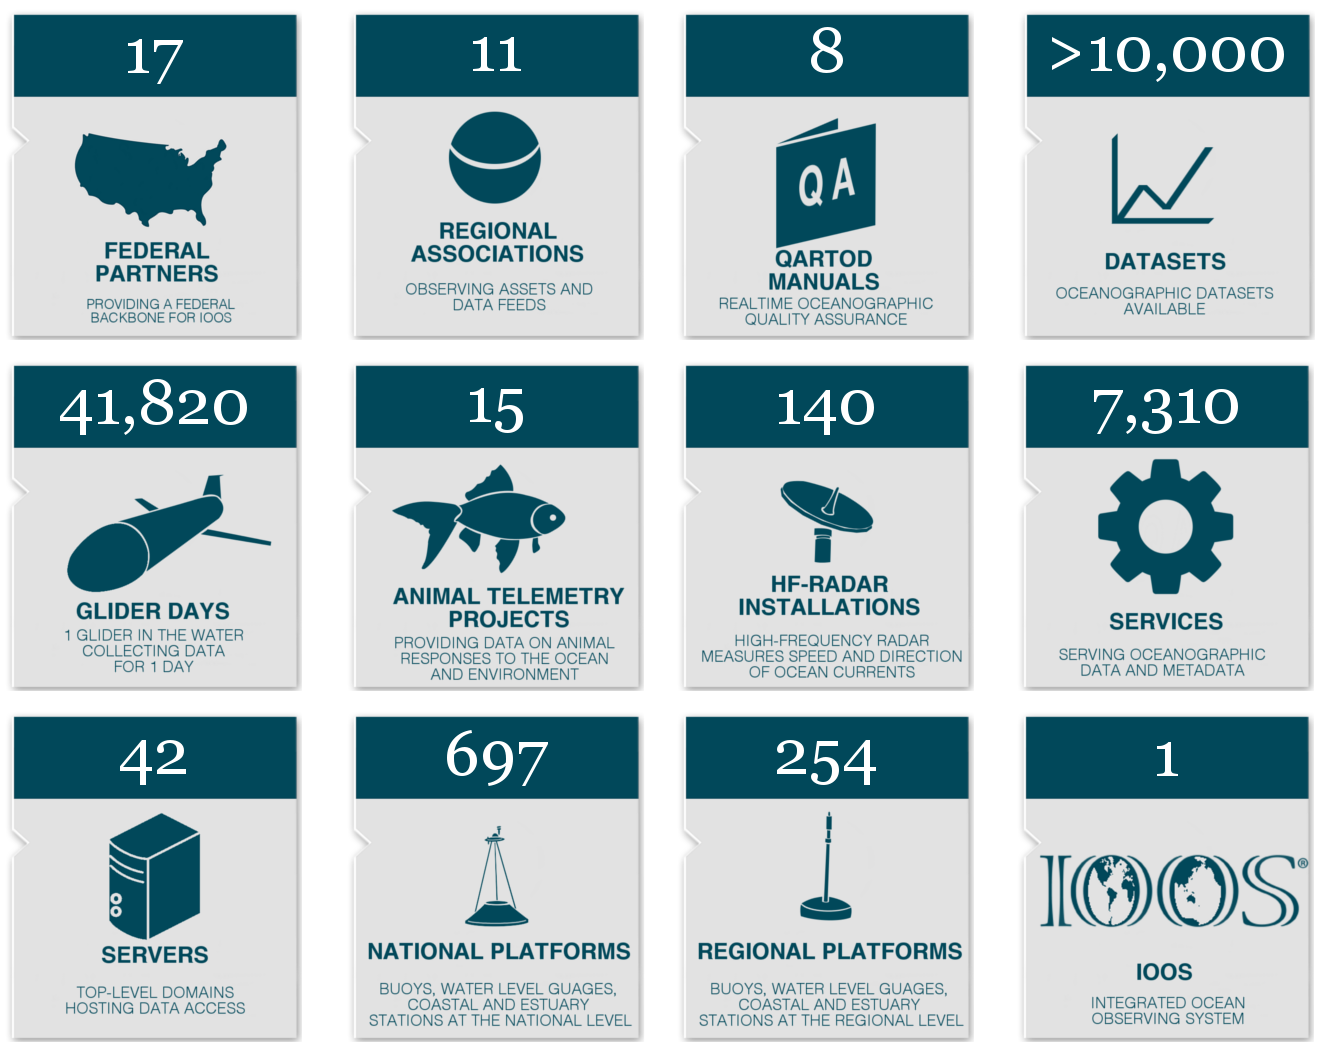 17
FEDERAL
PARTNERS
PROVIDING A FEDERAL
BACKBONE FOR IOOS
11
REGIONAL
ASSOCIATIONS
OBSERVING ASSETS AND
DATA FEEDS
8
QA
QARTOD
MANUALS
REALTIME OCEANOGRAPHIC
QUALITY ASSURANCE
>10,000
DATASETS
OCEANOGRAPHIC DATASETS
AVAILABLE
41,820
GLIDER DAYS
1 GLIDER IN THE WATER
COLLECTING DATA
FOR 1 DAY
15
ANIMAL TELEMETRY
PROJECTS
PROVIDING DATA ON ANIMAL
RESPONSES TO THE OCEAN
AND ENVIRONMENT
140
HF-RADAR
INSTALLATIONS
HIGH-FREQUENCY RADAR
MEASURES SPEED AND DIRECTION
OF OCEAN CURRENTS
7,310
SERVICES
SERVING OCEANOGRAPHIC
DATA AND METADATA
42
SERVERS
TOP-LEVEL DOMAINS
HOSTING DATA ACCESS
697
NATIONAL PLATFORMS
BUOYS, WATER LEVEL GUAGES,
COASTAL AND ESTUARY
STATIONS AT THE NATIONAL LEVEL
254
REGIONAL PLATFORMS
BUOYS, WATER LEVEL GUAGES,
COASTAL AND ESTUARY
STATIONS AT THE REGIONAL LEVEL
1
IOOS®
IOOS
INTEGRATED OCEAN
OBSERVING SYSTEM